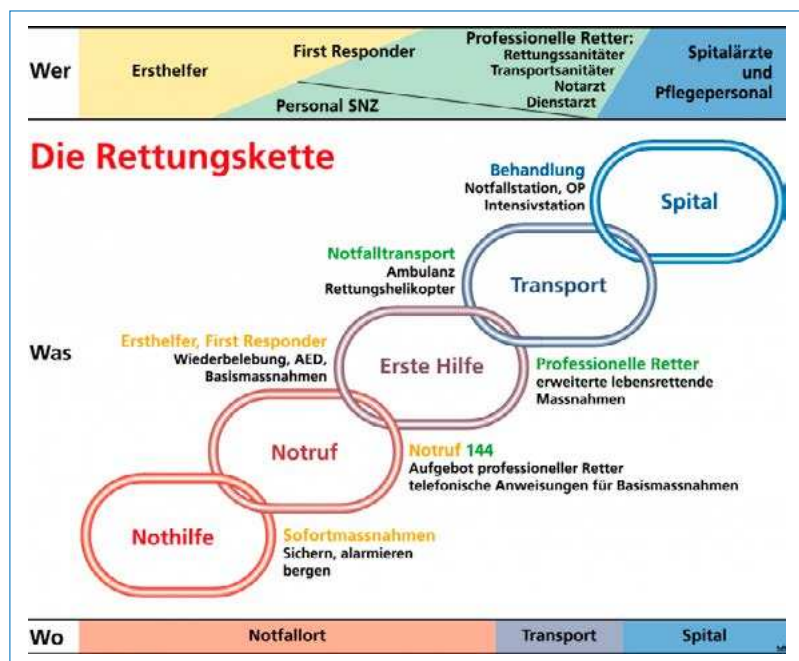 Wer
Ersthelfer
First Responder
Personal SNZ
Professionelle Retter:
Rettungssanitäter
Transportsanitäter
Notarzt
Dienstarzt
Spitalärzte
und
Pflegepersonal
Die Rettungskette
Behandlung
Notfallstation, OP
Intensivstation
Spital
Notfalltransport
Ambulanz
Rettungshelikopter
Transport
Was
Ersthelfer, First Responder
Wiederbelebung, AED,
Basismassnahmen
Erste Hilfe
Professionelle Retter
erweiterte lebensrettende
Massnahmen
Notruf
Notruf 144
Aufgebot professioneller Retter
telefonische Anweisungen für Basismassnahmen
Nothilfe
Sofortmassnahmen
Sichern, alarmieren
bergen
Wo
Notfallort
Transport
Spital